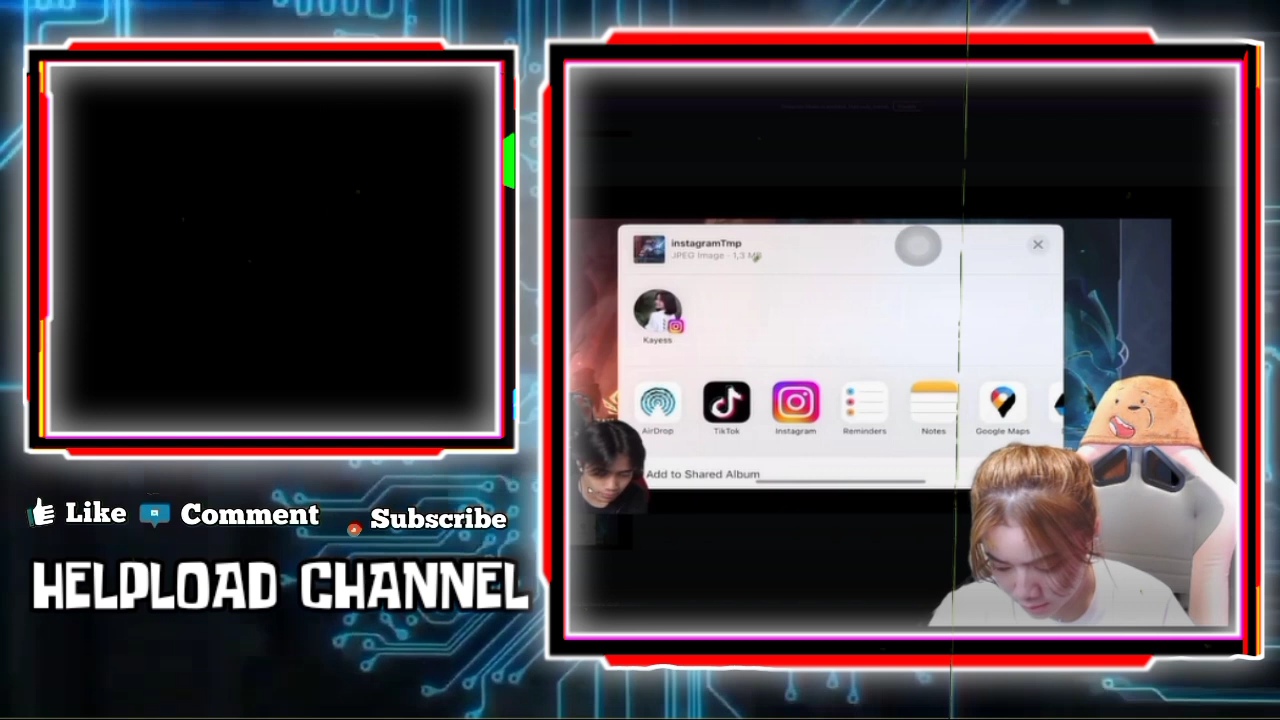 instagramTmp
JPEG Image · 1,3 MB
Kayess
AirDrop
TikTok
Instagram
Reminders
Notes
Google Maps
Add to Shared Album
Like
Comment
Subscribe
HELPLOAD CHANNEL